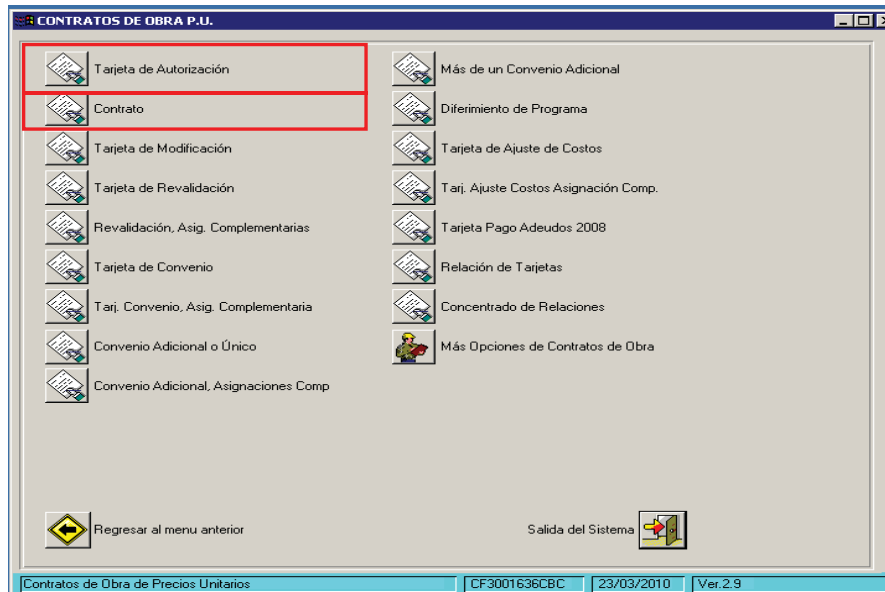 CONTRATOS DE OBRA P.U.
Tarjeta de Autorización
Contrato
Tarjeta de Modificación
Tarjeta de Revalidación
Revalidación, Asig. Complementarias
Tarjeta de Convenio
Tarj. Convenio, Asig. Complementaria
Convenio Adicional o Único
Convenio Adicional, Asignaciones Comp
Más de un Convenio Adicional
Diferimiento de Programa
Tarjeta de Ajuste de Costos
Tarj. Ajuste Costos Asignación Comp.
Tarjeta Pago Adeudos 2008
Relación de Tarjetas
Concentrado de Relaciones
Más Opciones de Contratos de Obra
Regresar al menu anterior
Salida del Sistema
Contratos de Obra de Precios Unitarios
CF3001636CBC
23/03/2010
Ver.2.9